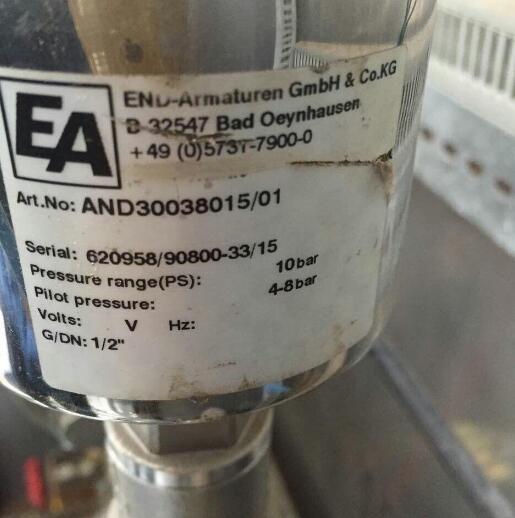 EA
END-Armaturen GmbH & Co.KG
D-32547 Bad Oeynhausen
+49 (0)5731-7900-0
Art.No: AND30038015/01
Serial: 620958/90800-33/15
Pressure range(PS): 10bar
Pilot pressure: 4-8bar
Volts: V Hz:
G/DN: 1/2"